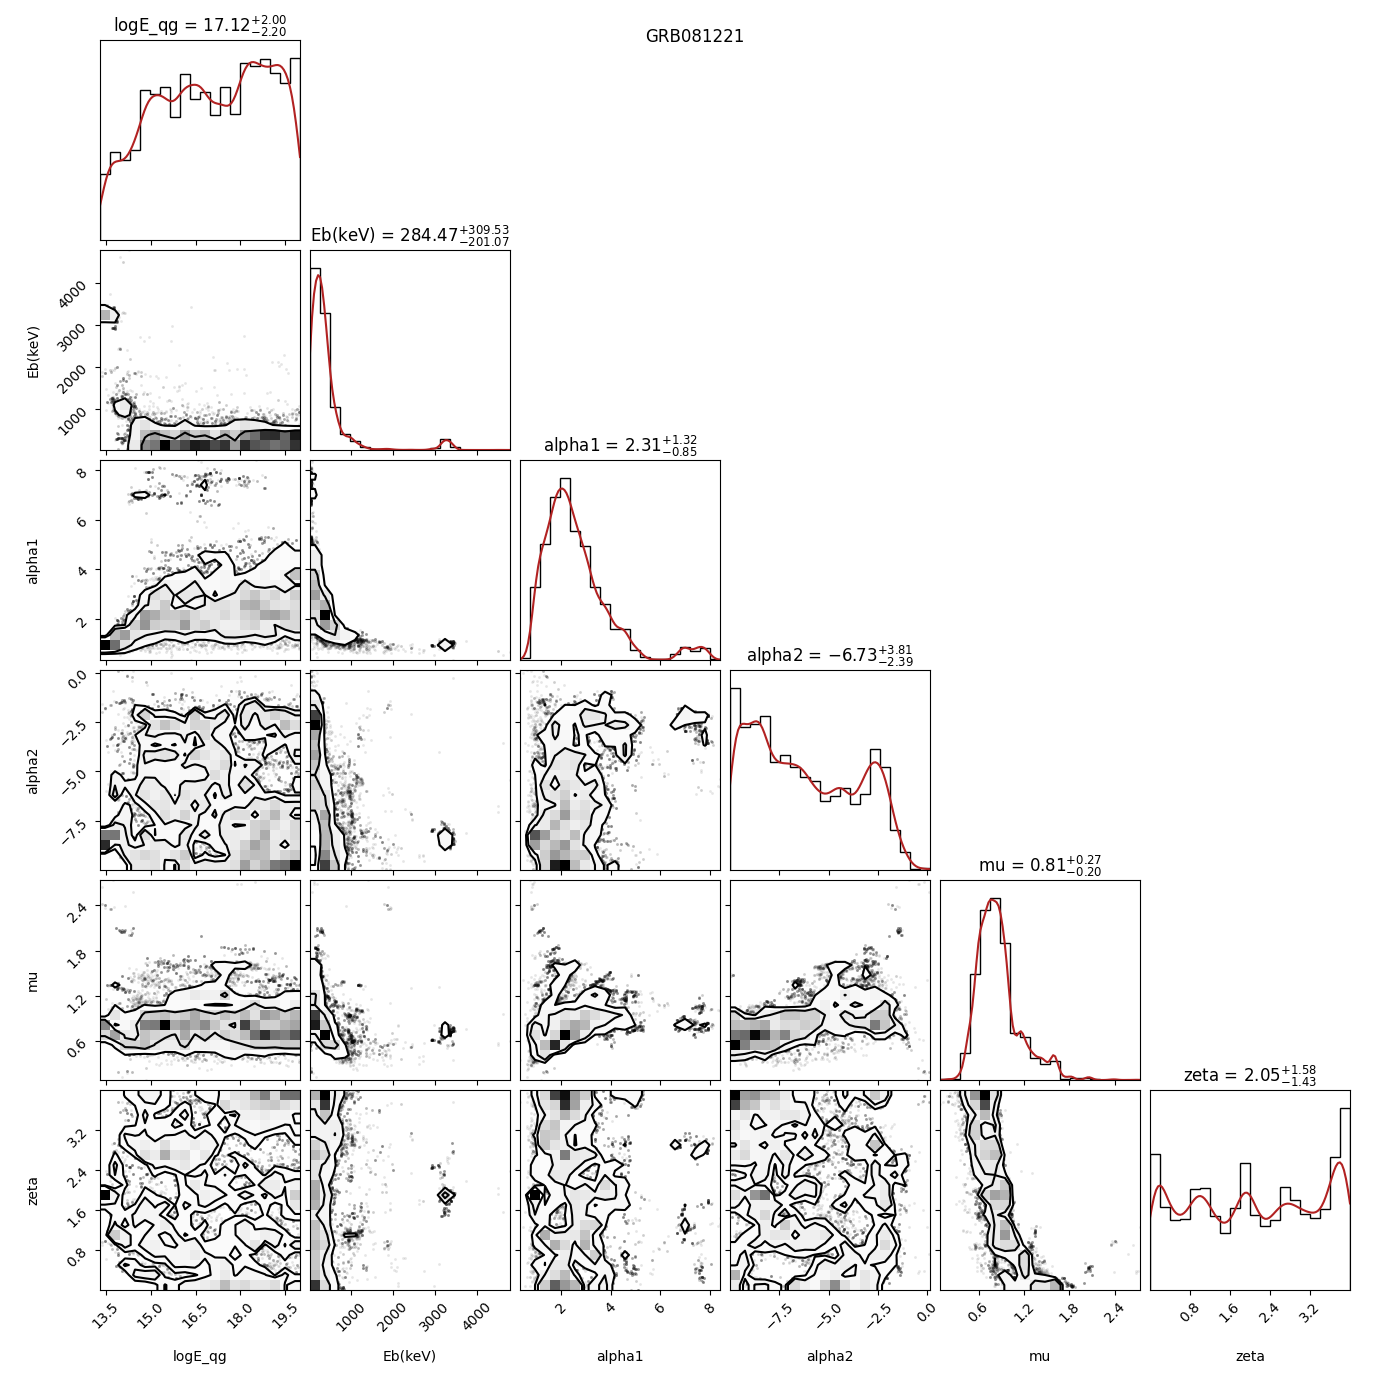 GRB081221
logE_qg = 17.12 +2.00 −2.20
Eb(keV) = 284.47 +309.53 −201.07
4000
3000
2000
1000
Eb(keV)
alpha1 = 2.31 +1.32 −0.85
8
6
4
2
alpha1
alpha2 = −6.73 +3.81 −2.39
0.0
−2.5
−5.0
−7.5
alpha2
mu = 0.81 +0.27 −0.20
2.4
1.8
1.2
0.6
mu
zeta = 2.05 +1.58 −1.43
3.2
2.4
1.6
0.8
zeta
13.5 15.0 16.5 18.0 19.5 1000 2000 3000 4000 2 4 6 8 −7.5 −5.0 −2.5 0.0 0.6 1.2 1.8 2.4 0.8 1.6 2.4 3.2
logE_qg Eb(keV) alpha1 alpha2 mu zeta